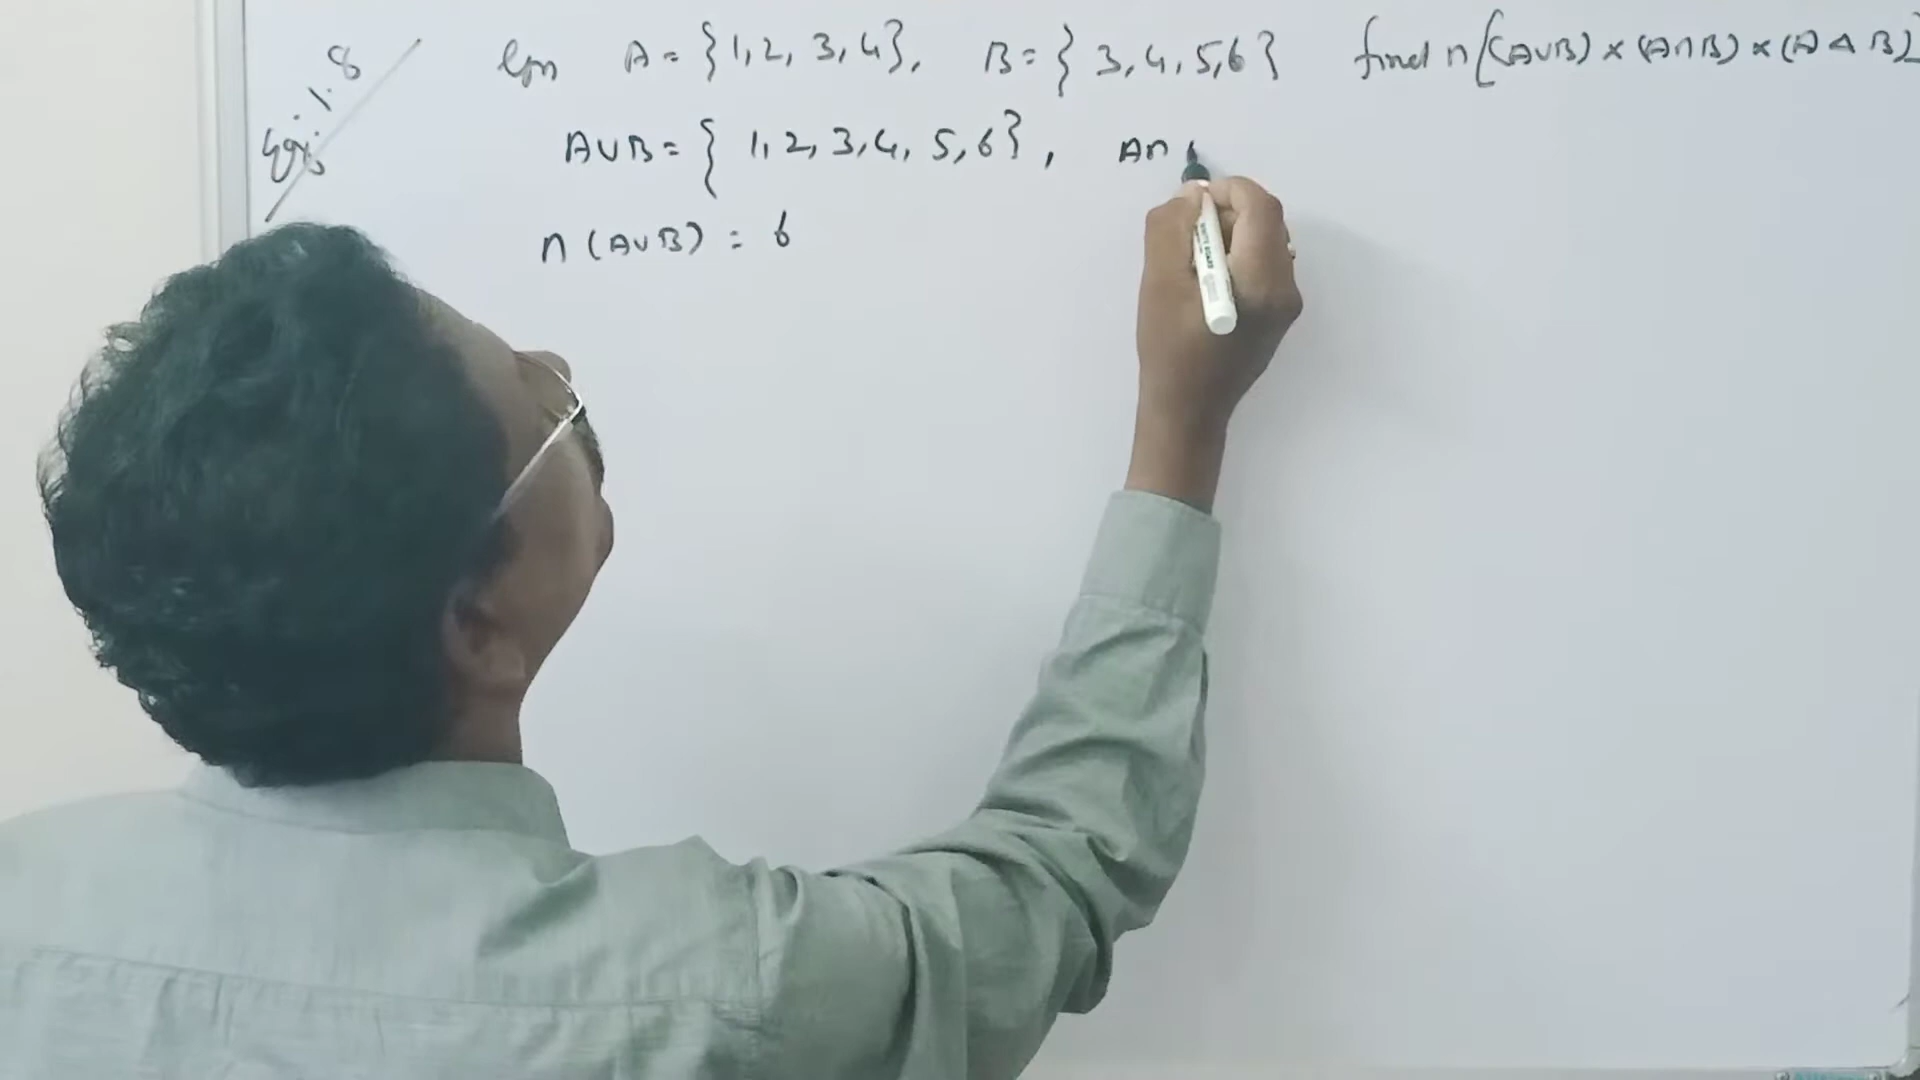 Eg: 1.8 A = {1, 2, 3, 4}, B = {3, 4, 5, 6} find n[(A∪B) × (A∩B) × (A Δ B)]
A∪B = {1, 2, 3, 4, 5, 6}, A∩
n(A∪B) = 6